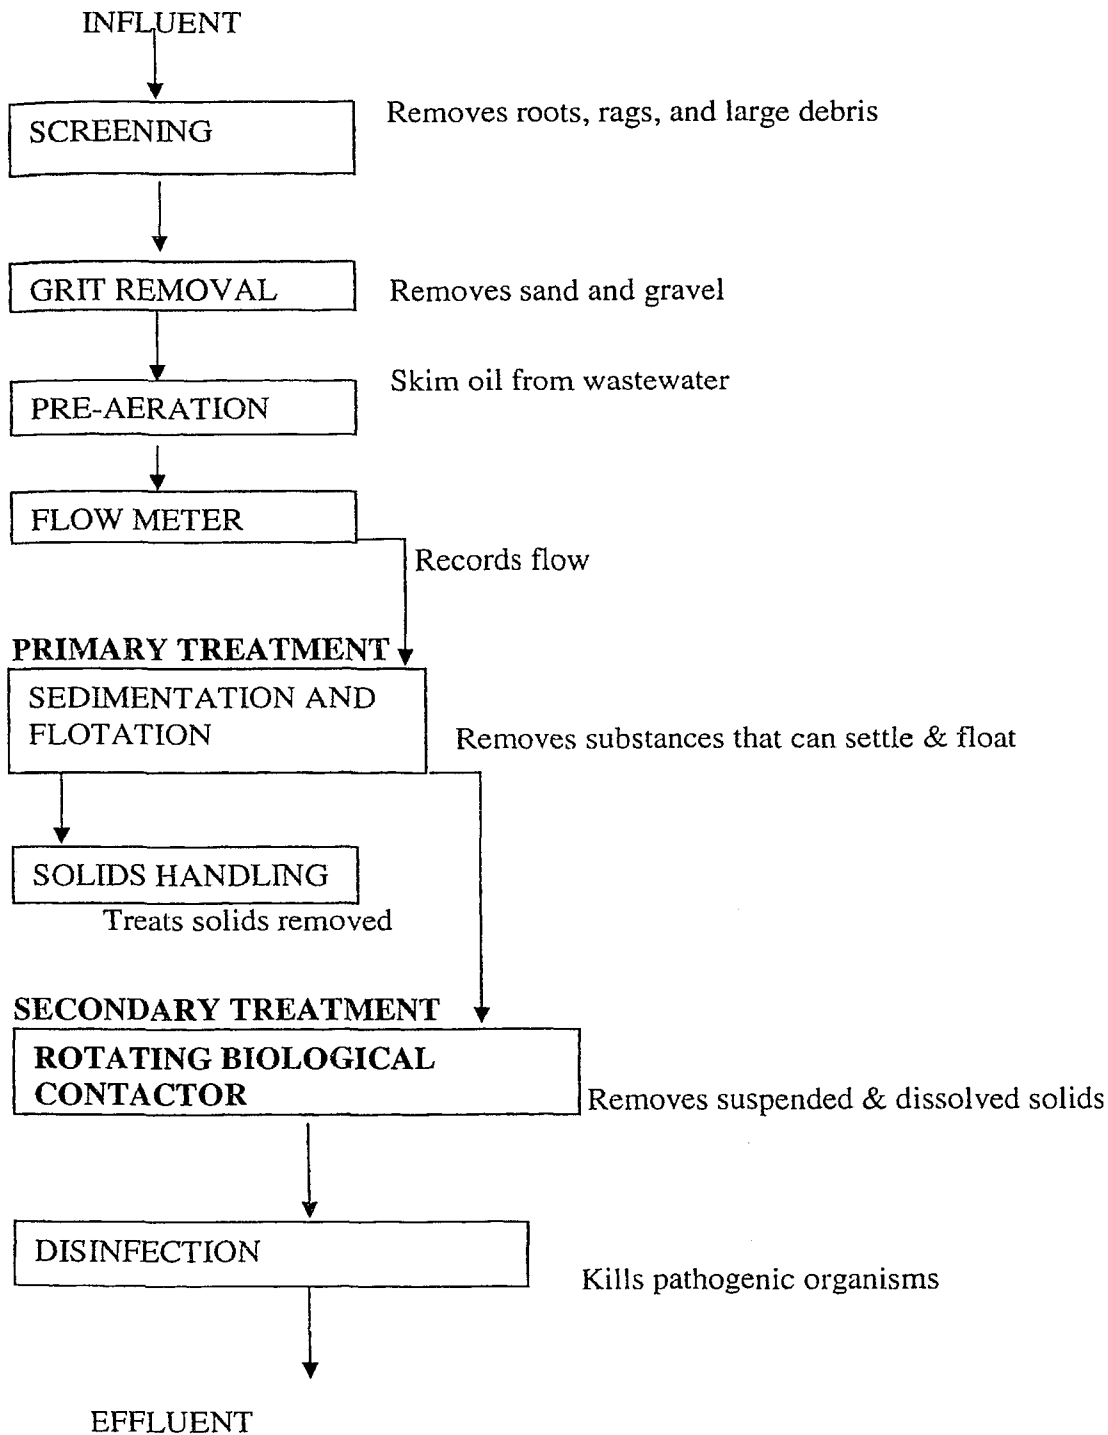 INFLUENT
SCREENING
Removes roots, rags, and large debris
GRIT REMOVAL
Removes sand and gravel
Skim oil from wastewater
PRE-AERATION
FLOW METER
Records flow
PRIMARY TREATMENT
SEDIMENTATION AND
FLOTATION
Removes substances that can settle & float
SOLIDS HANDLING
Treats solids removed
SECONDARY TREATMENT
ROTATING BIOLOGICAL
CONTACTOR
Removes suspended & dissolved solids
DISINFECTION
Kills pathogenic organisms
EFFLUENT